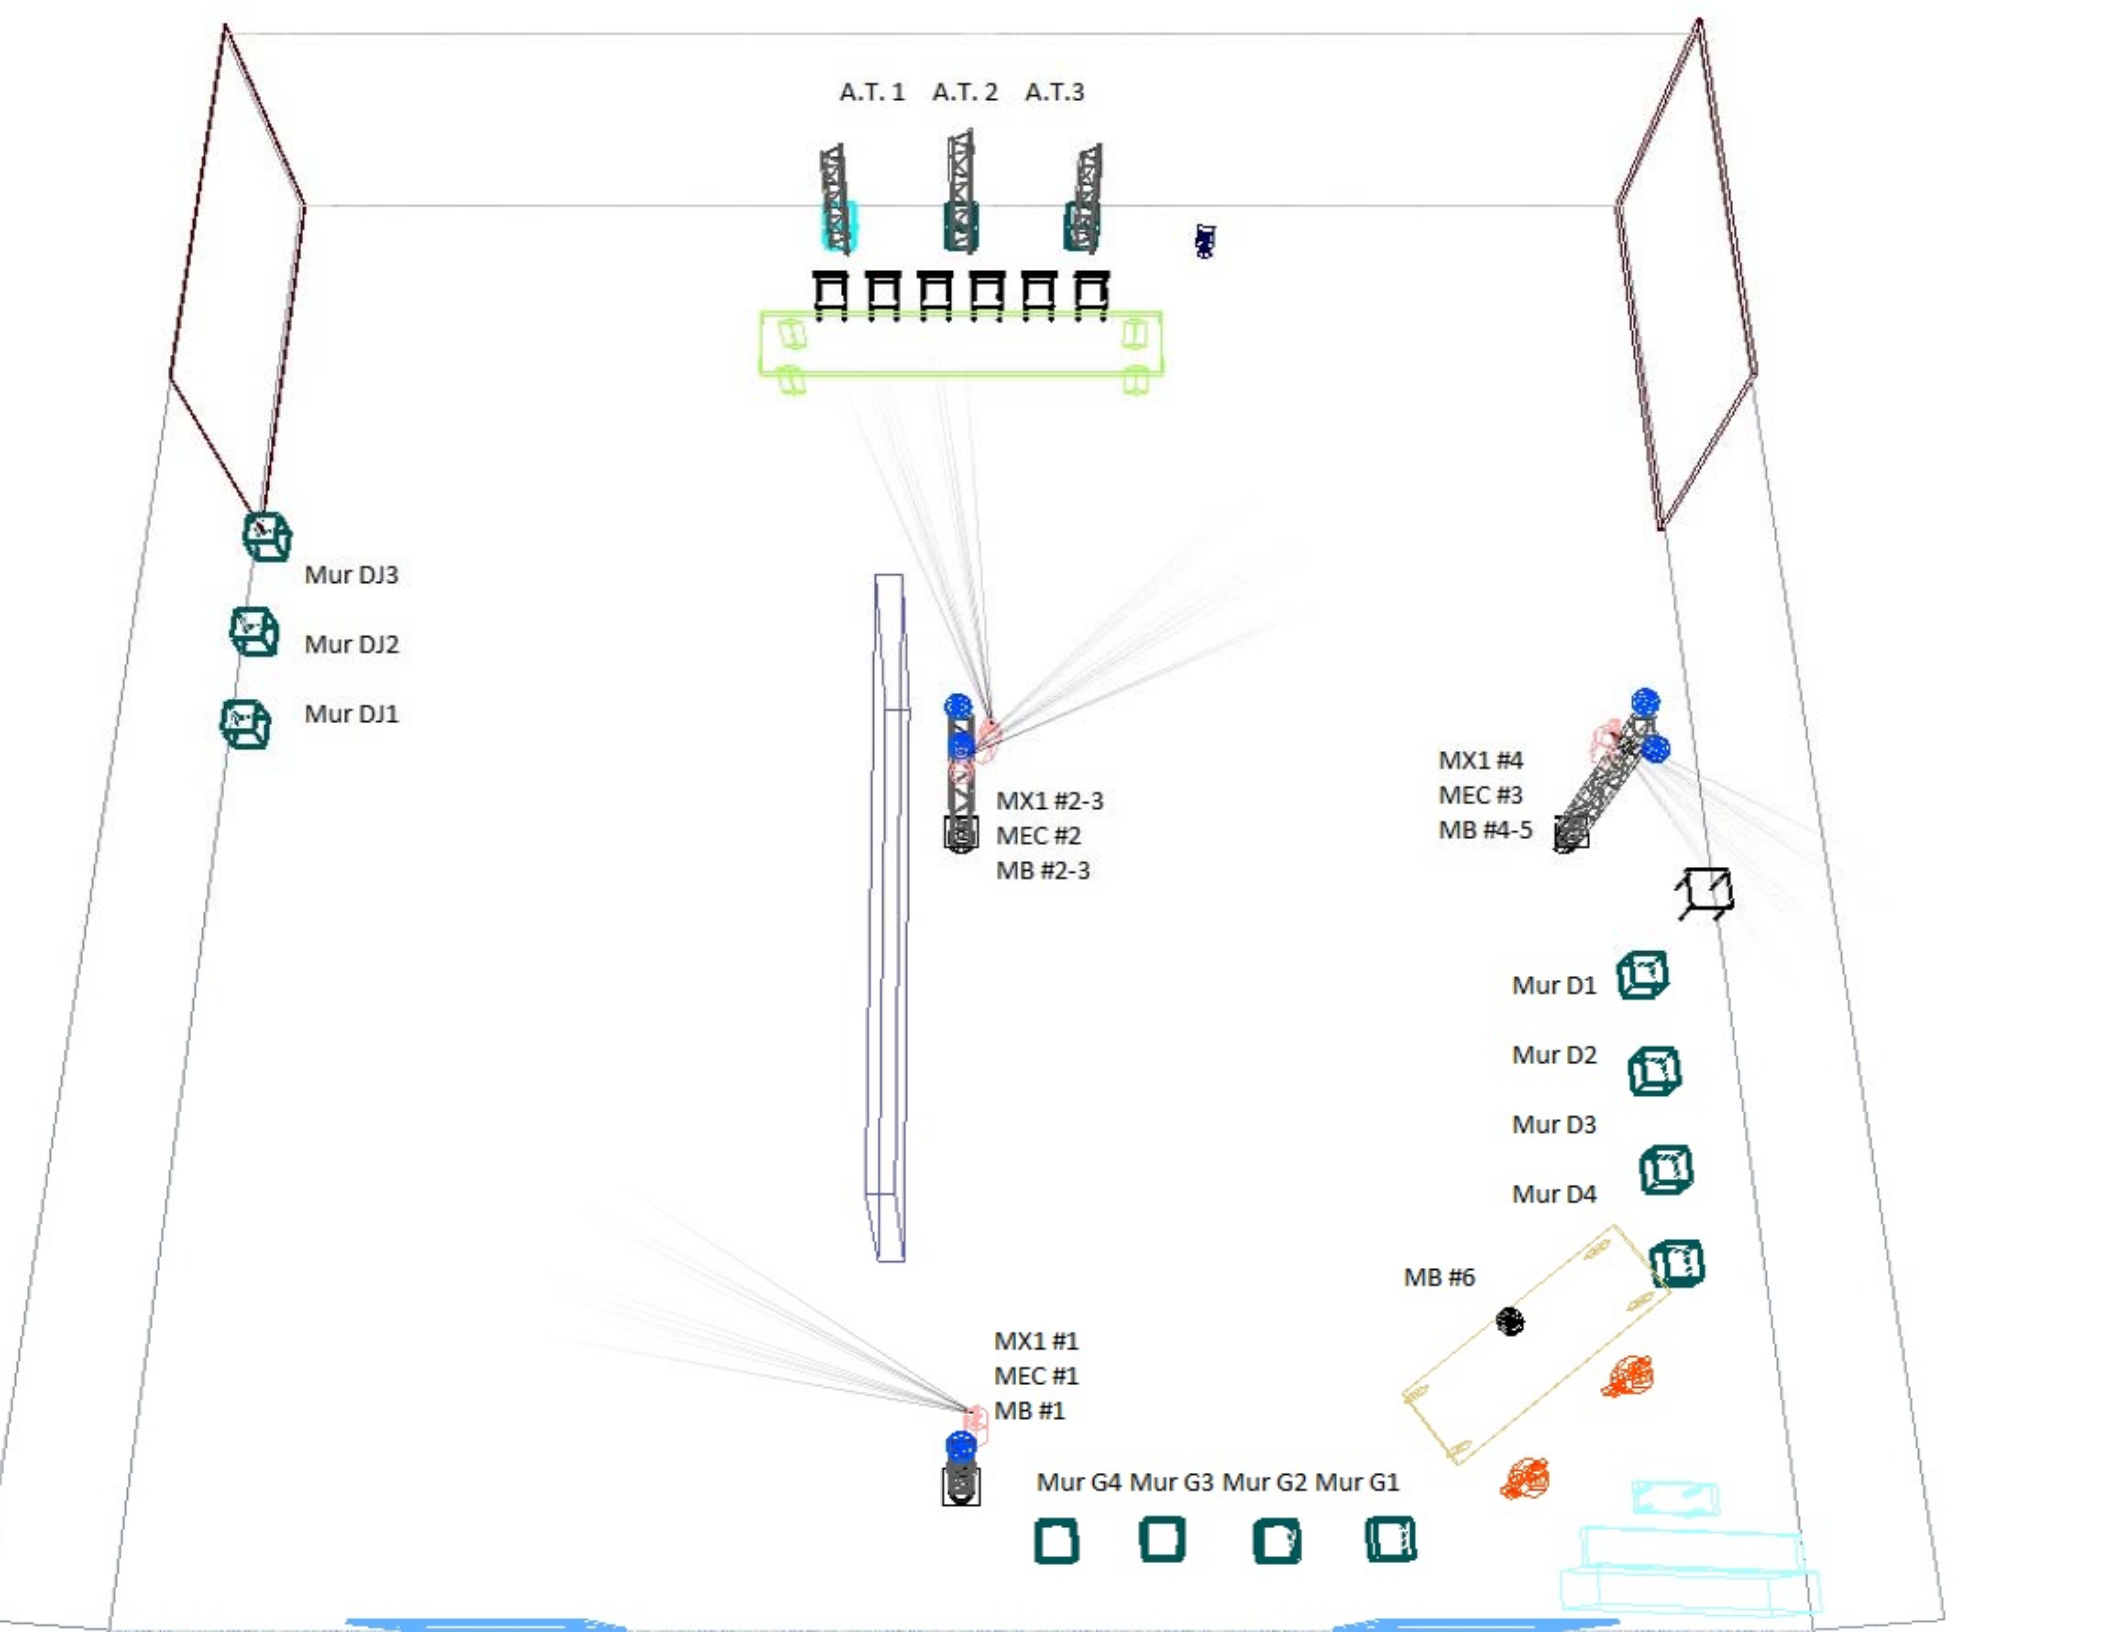 A.T. 1 A.T. 2 A.T.3
Mur DJ3
Mur DJ2
Mur DJ1
MX1 #2-3
MEC #2
MB #2-3
MX1 #4
MEC #3
MB #4-5
Mur D1
Mur D2
Mur D3
Mur D4
MB #6
MX1 #1
MEC #1
MB #1
Mur G4 Mur G3 Mur G2 Mur G1